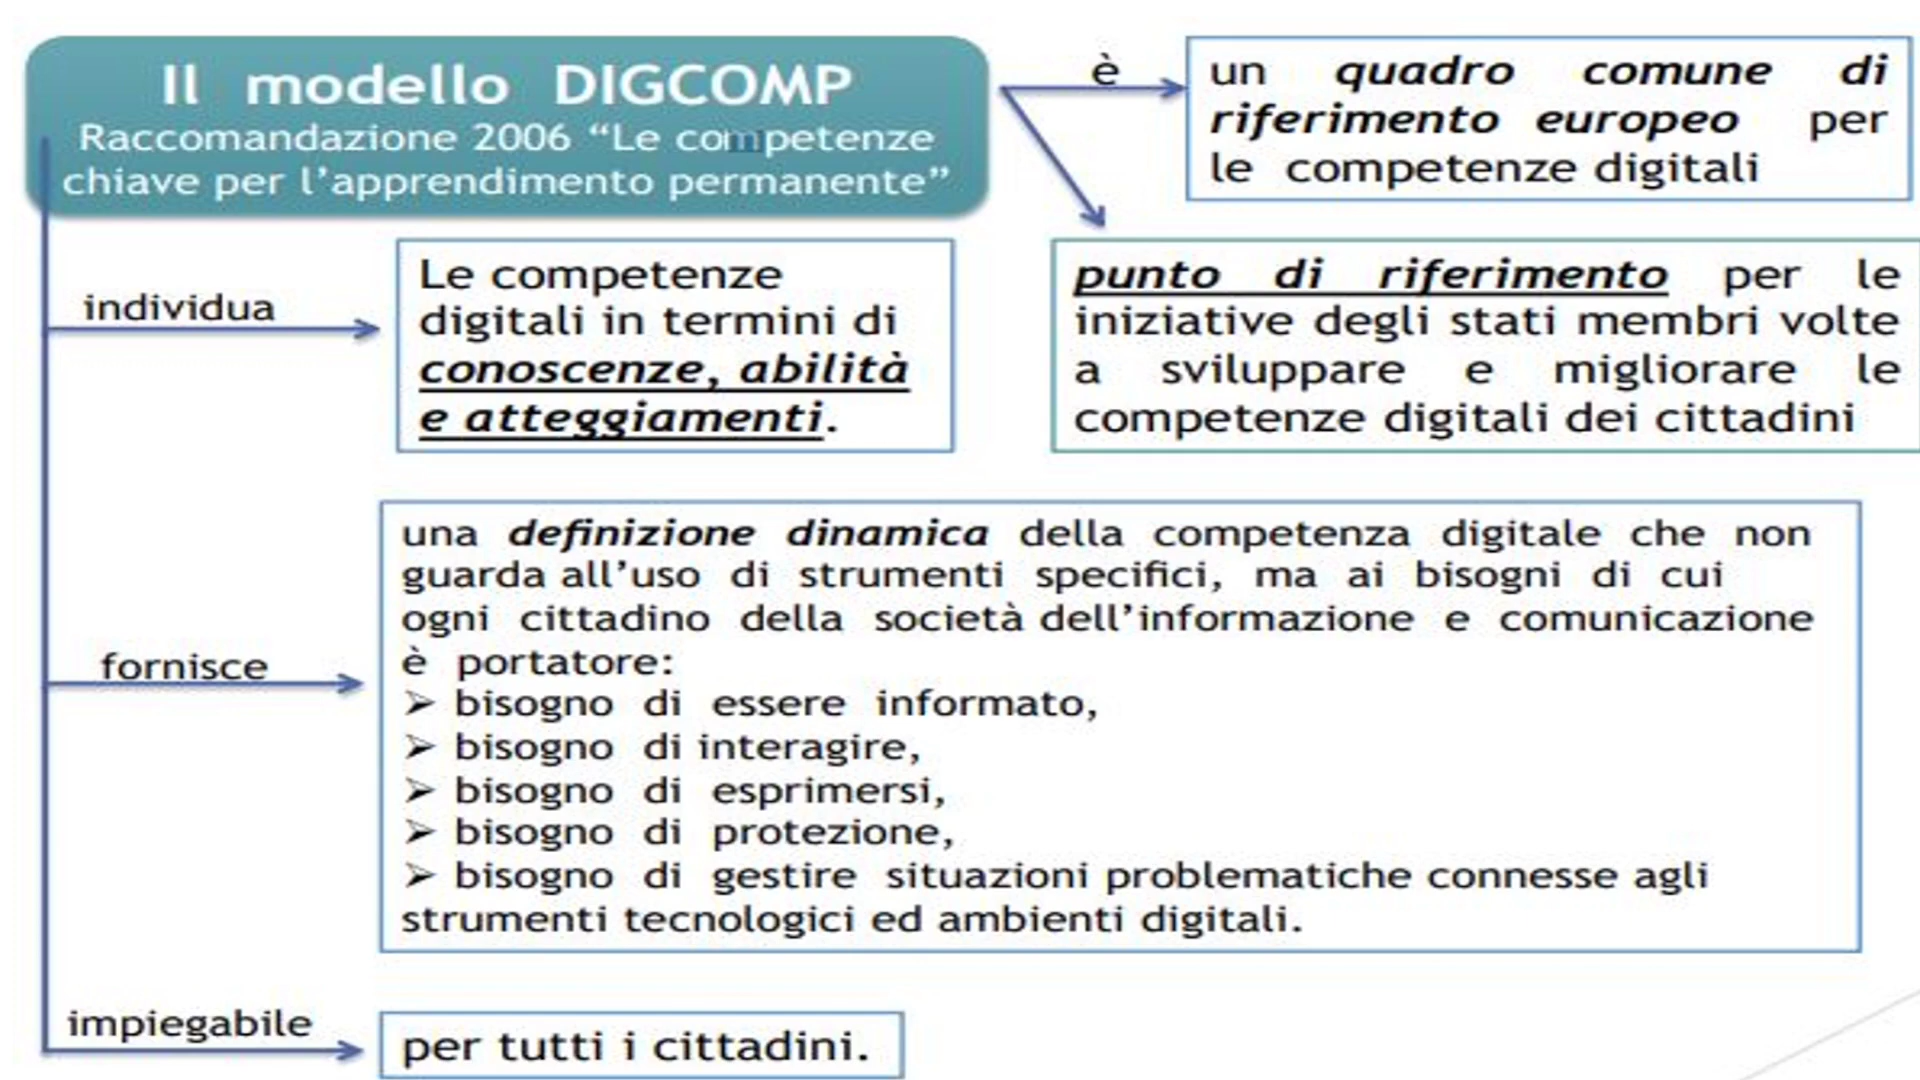 Il modello DIGCOMP
Raccomandazione 2006 “Le competenze
chiave per l’apprendimento permanente”
è
un quadro comune di
riferimento europeo per
le competenze digitali
punto di riferimento per le
iniziative degli stati membri volte
a sviluppare e migliorare le
competenze digitali dei cittadini
individua
Le competenze
digitali in termini di
conoscenze, abilità
e atteggiamenti.
fornisce
una definizione dinamica della competenza digitale che non
guarda all’uso di strumenti specifici, ma ai bisogni di cui
ogni cittadino della società dell’informazione e comunicazione
è portatore:
➢ bisogno di essere informato,
➢ bisogno di interagire,
➢ bisogno di esprimersi,
➢ bisogno di protezione,
➢ bisogno di gestire situazioni problematiche connesse agli
strumenti tecnologici ed ambienti digitali.
impiegabile
per tutti i cittadini.